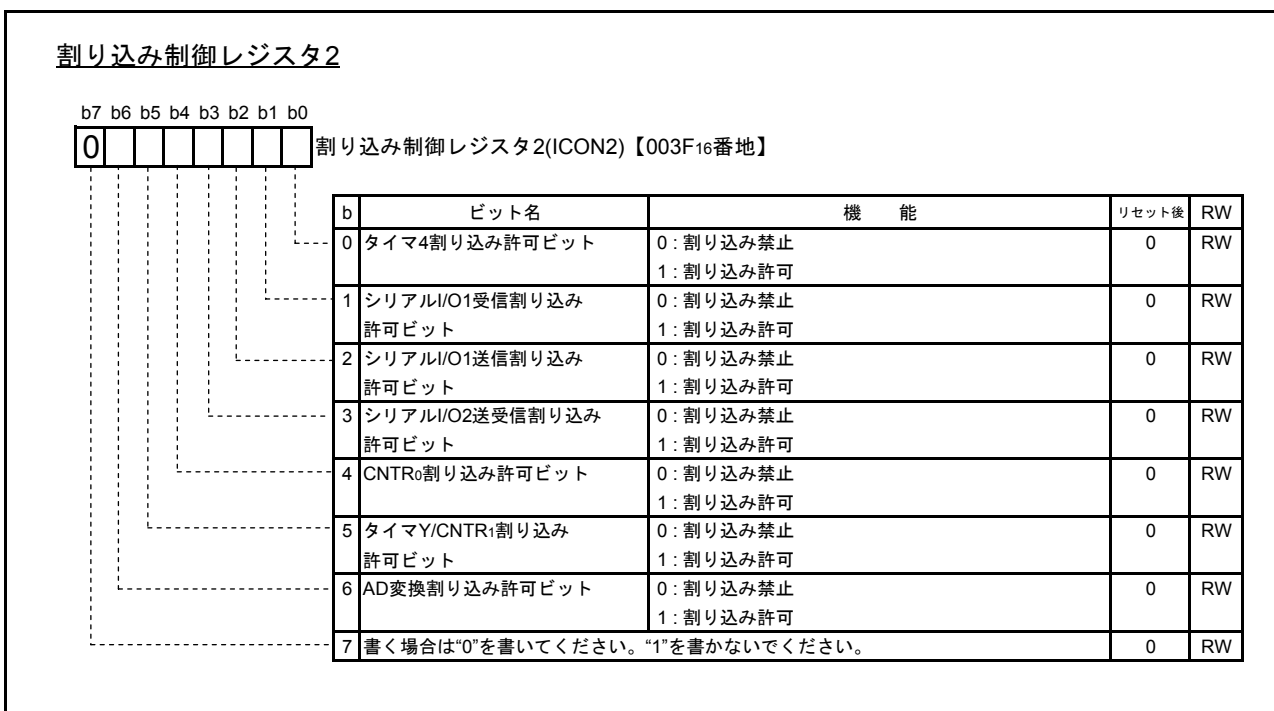 割り込み制御レジスタ2
b7 b6 b5 b4 b3 b2 b1 b0
0 割り込み制御レジスタ2(ICON2)【003F16番地】
b ビット名 機 能 リセット後 RW
0 タイマ4割り込み許可ビット 0 : 割り込み禁止 0 RW
1 : 割り込み許可
1 シリアルI/O1受信割り込み 0 : 割り込み禁止 0 RW
許可ビット 1 : 割り込み許可
2 シリアルI/O1送信割り込み 0 : 割り込み禁止 0 RW
許可ビット 1 : 割り込み許可
3 シリアルI/O2送受信割り込み 0 : 割り込み禁止 0 RW
許可ビット 1 : 割り込み許可
4 CNTR0割り込み許可ビット 0 : 割り込み禁止 0 RW
1 : 割り込み許可
5 タイマY/CNTR1割り込み 0 : 割り込み禁止 0 RW
許可ビット 1 : 割り込み許可
6 AD変換割り込み許可ビット 0 : 割り込み禁止 0 RW
1 : 割り込み許可
7 書く場合は“0”を書いてください。“1”を書かないでください。 0 RW